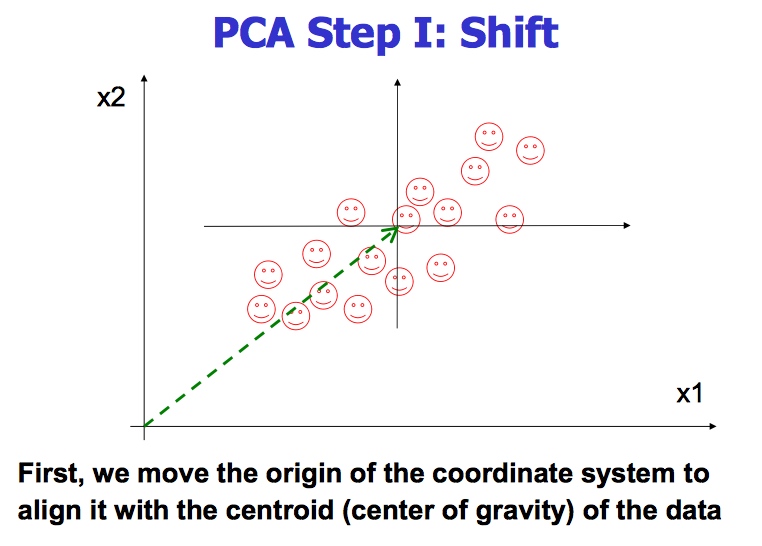 PCA Step I: Shift
x2
x1
First, we move the origin of the coordinate system to
align it with the centroid (center of gravity) of the data